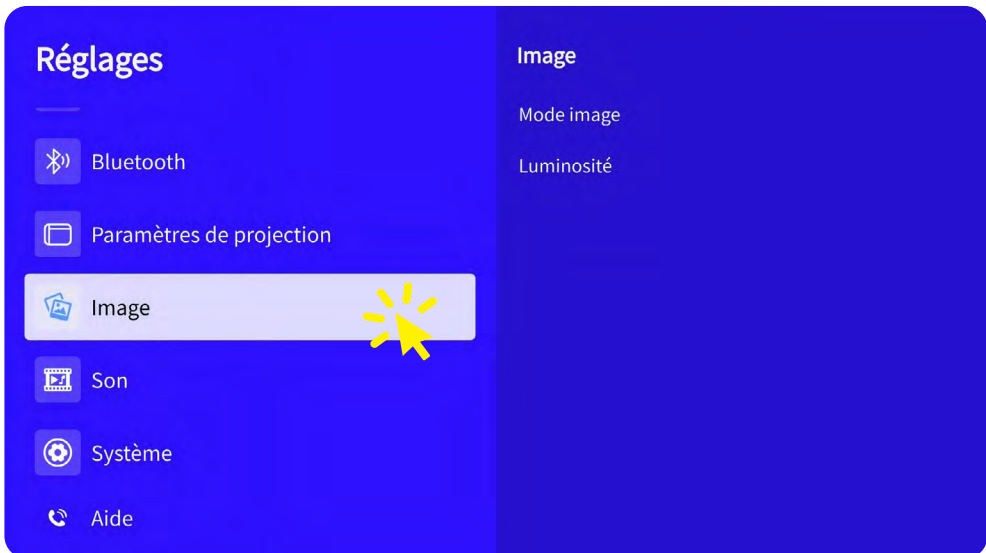 Réglages
Bluetooth
Paramètres de projection
Image
Son
Système
Aide
Image
Mode image
Luminosité